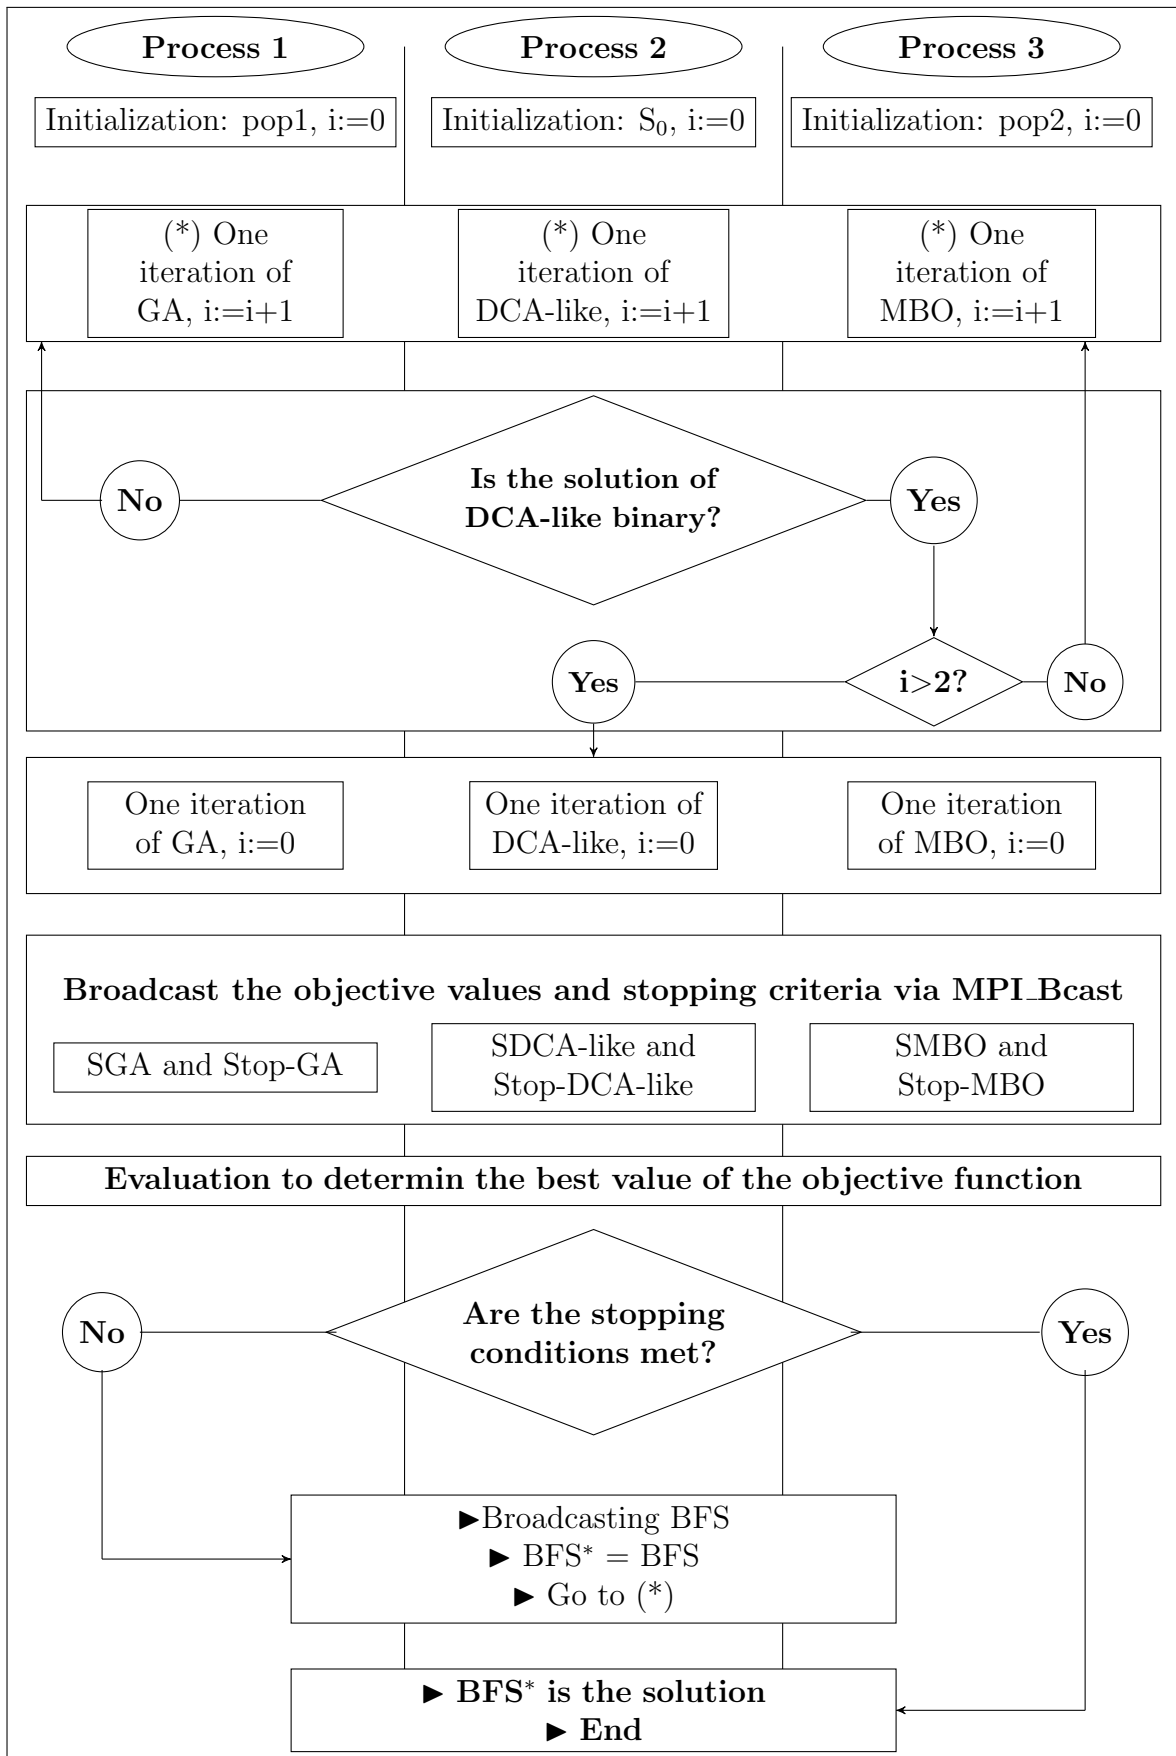 Process 1
Process 2
Process 3
Initialization: pop1, i:=0
Initialization: S₀, i:=0
Initialization: pop2, i:=0
(*) One
iteration of
GA, i:=i+1
(*) One
iteration of
DCA-like, i:=i+1
(*) One
iteration of
MBO, i:=i+1
Is the solution of
DCA-like binary?
No
Yes
i>2?
Yes
No
One iteration
of GA, i:=0
One iteration of
DCA-like, i:=0
One iteration
of MBO, i:=0
Broadcast the objective values and stopping criteria via MPI_Bcast
SGA and Stop-GA
SDCA-like and
Stop-DCA-like
SMBO and
Stop-MBO
Evaluation to determin the best value of the objective function
Are the stopping
conditions met?
No
Yes
▶Broadcasting BFS
▶ BFS* = BFS
▶ Go to (*)
▶ BFS* is the solution
▶ End